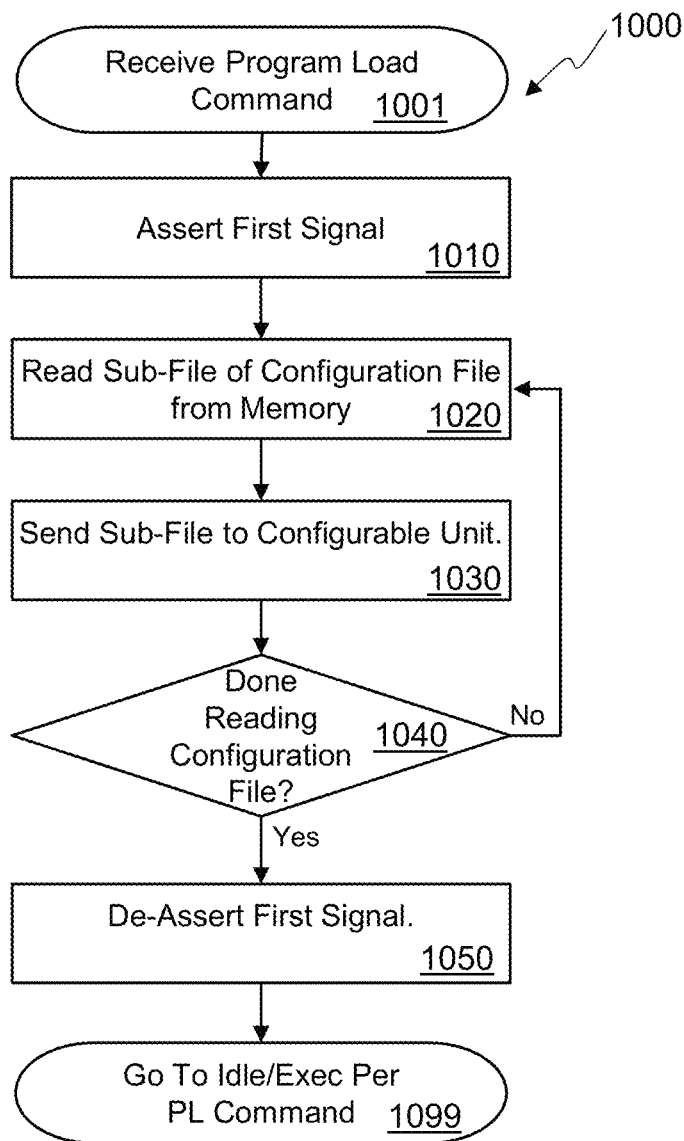 1000
Receive Program Load
Command 1001
Assert First Signal
1010
Read Sub-File of Configuration File
from Memory 1020
Send Sub-File to Configurable Unit.
1030
Done
Reading
Configuration 1040
File?
No
Yes
De-Assert First Signal.
1050
Go To Idle/Exec Per
PL Command 1099